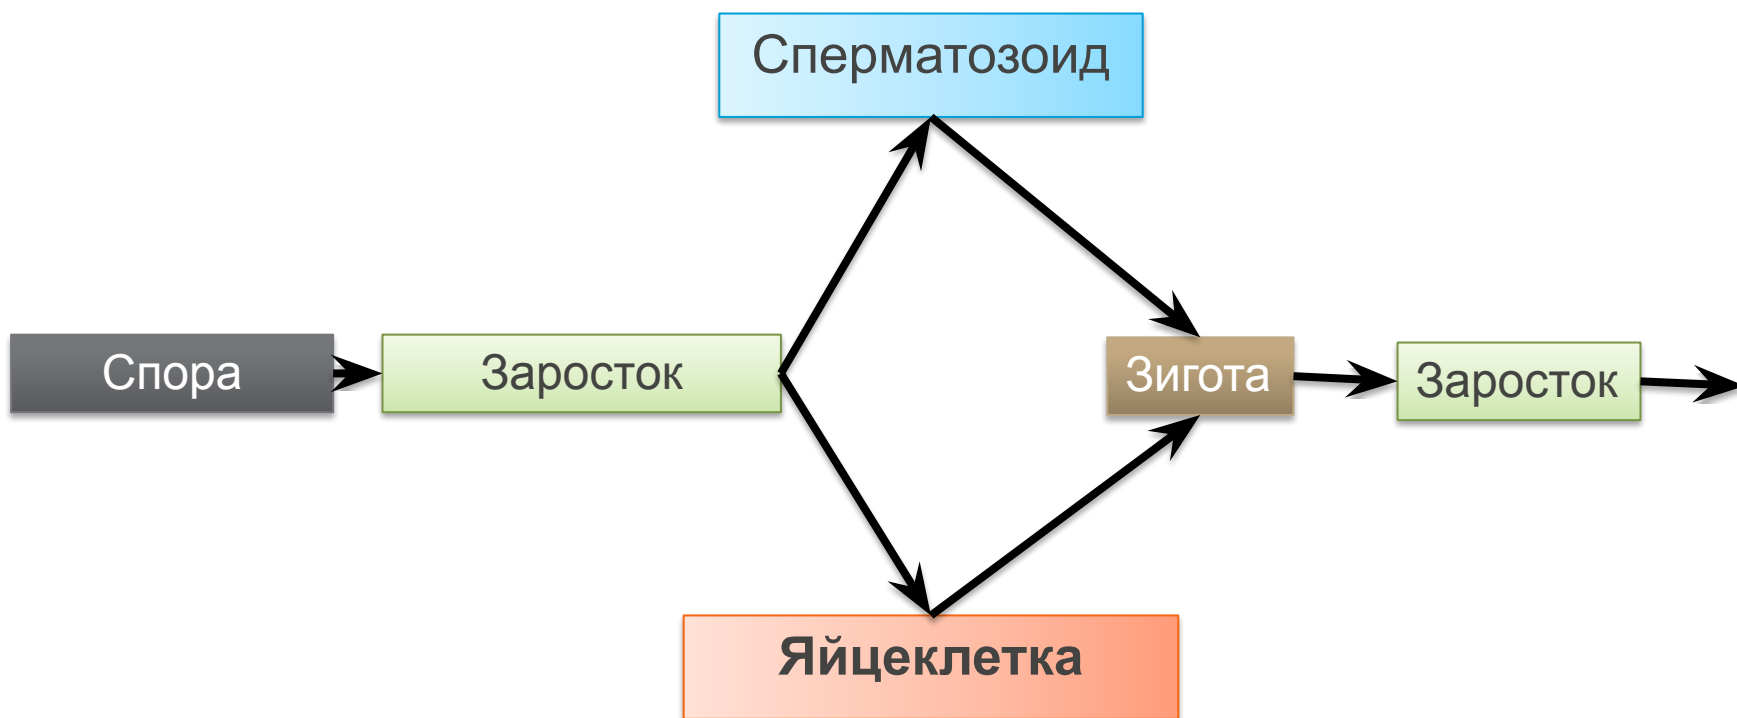 Сперматозоид
Спора
Заросток
Зигота
Заросток
Яйцеклетка